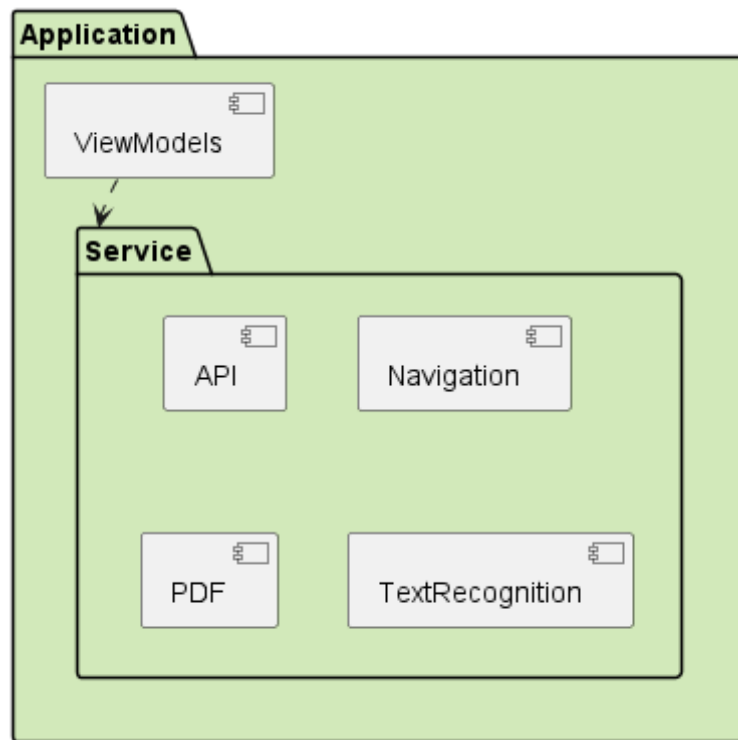 Application
ViewModels
Service
API
Navigation
PDF
TextRecognition